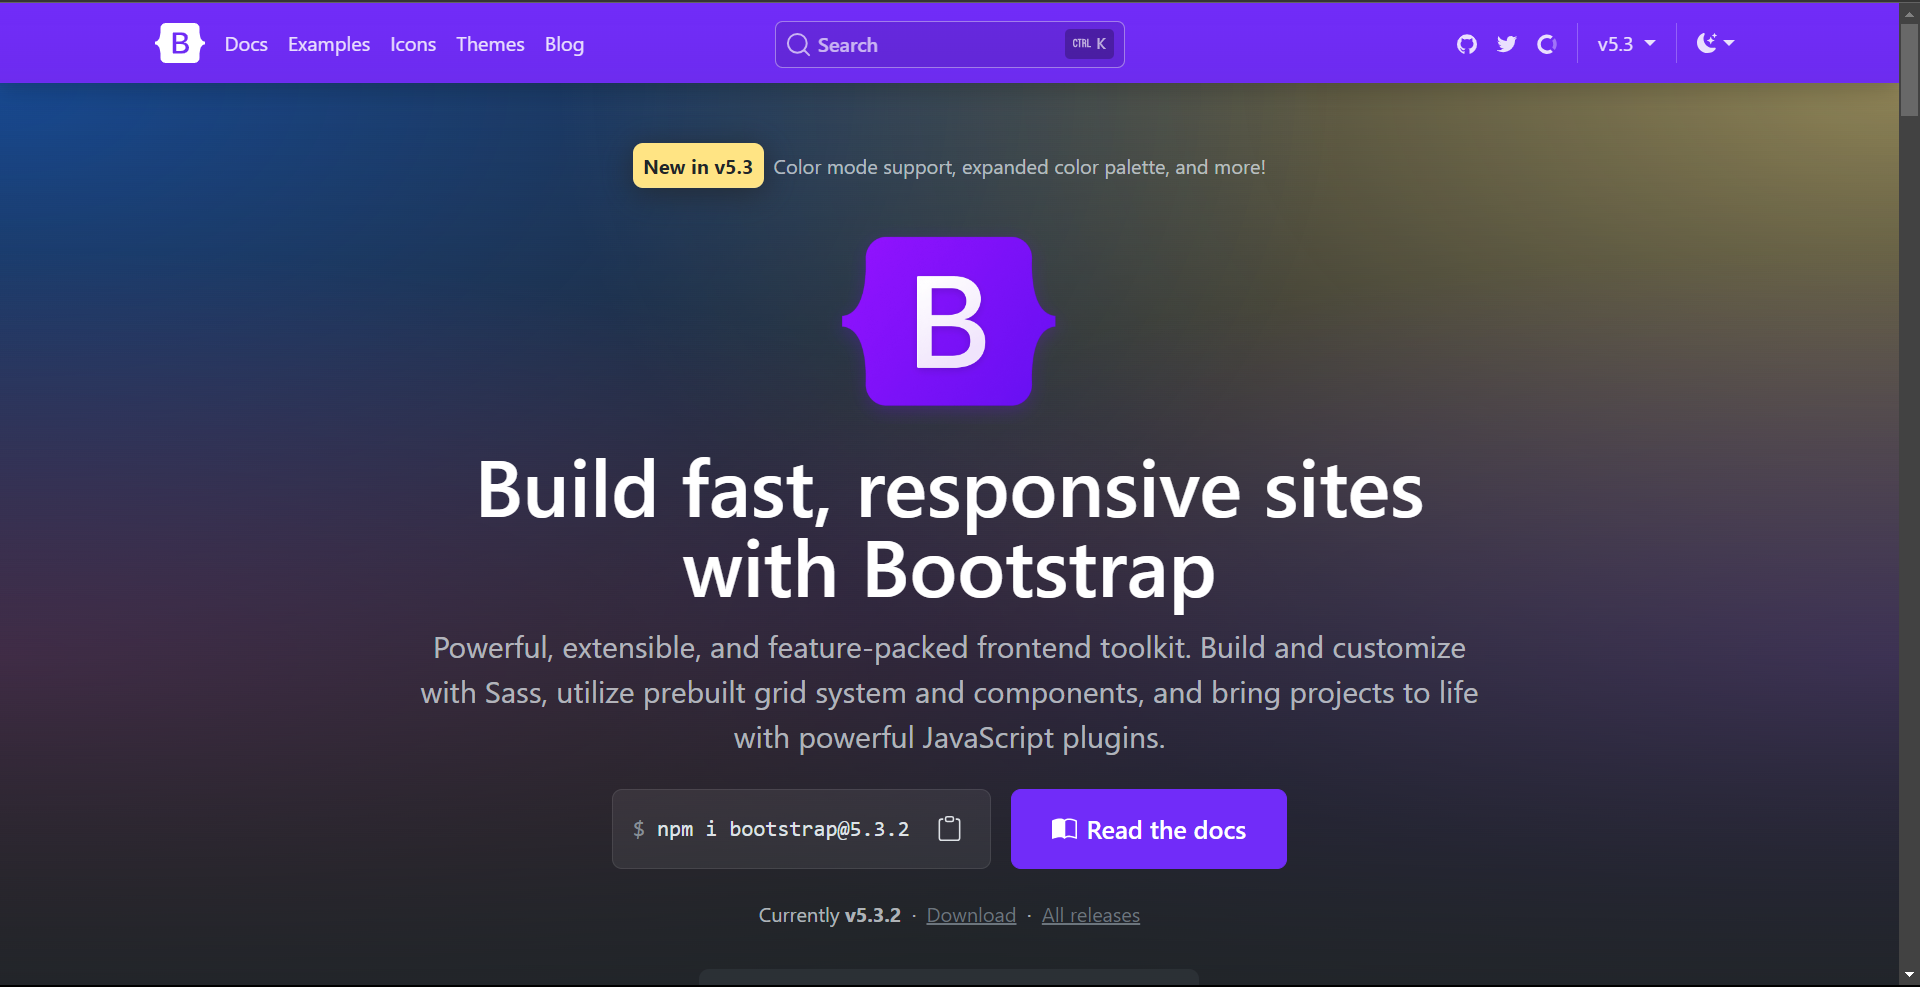 B Docs Examples Icons Themes Blog Search CTRL K v5.3
New in v5.3 Color mode support, expanded color palette, and more!
B
Build fast, responsive sites
with Bootstrap
Powerful, extensible, and feature-packed frontend toolkit. Build and customize
with Sass, utilize prebuilt grid system and components, and bring projects to life
with powerful JavaScript plugins.
$ npm i bootstrap@5.3.2 Read the docs
Currently v5.3.2 · Download · All releases